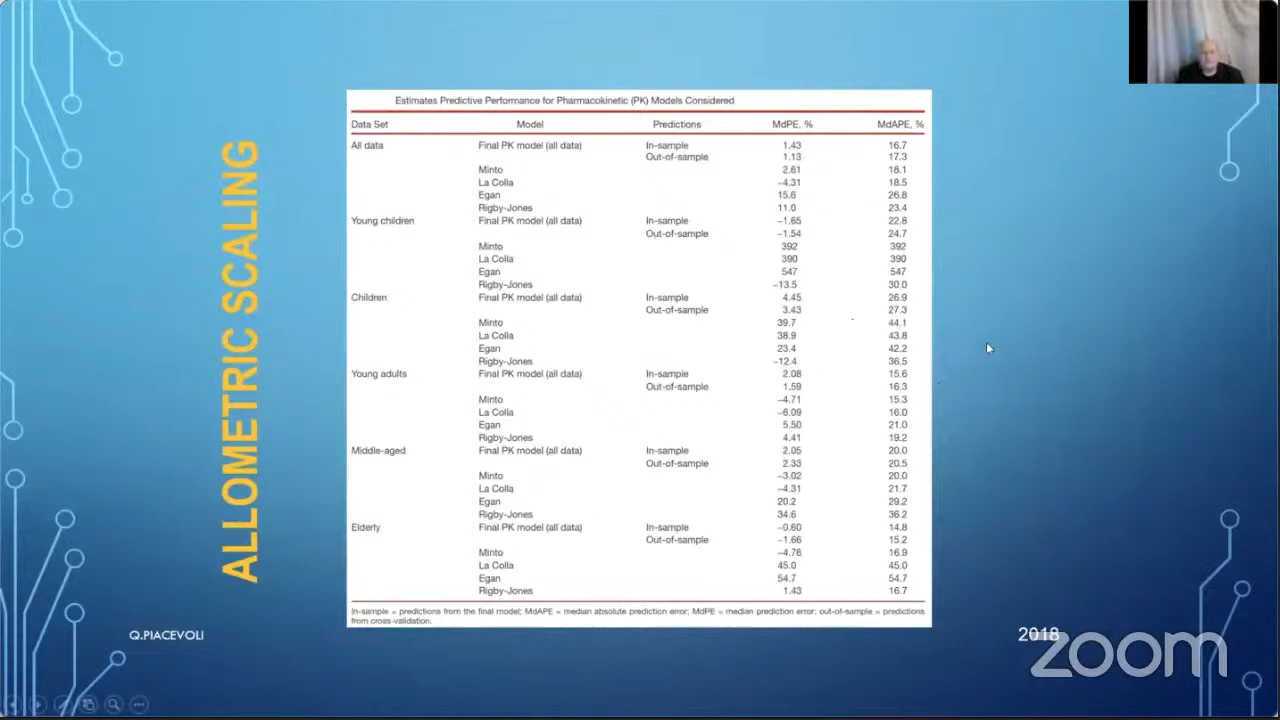 ALLOMETRIC SCALING
Estimates Predictive Performance for Pharmacokinetic (PK) Models Considered
Data Set Model Predictions MdPE, % MdAPE, %
All data Final PK model (all data) In-sample 1.43 16.7
Out-of-sample 1.13 17.3
Minto 2.61 18.1
La Colla −4.31 18.5
Egan 15.6 26.8
Rigby-Jones 11.0 23.4
Young children Final PK model (all data) In-sample −1.65 22.8
Out-of-sample −1.54 24.7
Minto 392 392
La Colla 390 390
Egan 547 547
Rigby-Jones −13.5 30.0
Children Final PK model (all data) In-sample 4.45 26.9
Out-of-sample 3.43 27.3
Minto 39.7 44.1
La Colla 38.9 43.8
Egan 23.4 42.2
Rigby-Jones −12.4 36.5
Young adults Final PK model (all data) In-sample 2.08 15.6
Out-of-sample 1.59 16.3
Minto −4.71 15.3
La Colla −6.09 16.0
Egan 5.50 21.0
Rigby-Jones 4.41 19.2
Middle-aged Final PK model (all data) In-sample 2.05 20.0
Out-of-sample 2.33 20.5
Minto −3.02 20.0
La Colla −4.31 21.7
Egan 20.2 29.2
Rigby-Jones 34.6 36.2
Elderly Final PK model (all data) In-sample −0.60 14.8
Out-of-sample −1.66 15.2
Minto −4.76 16.9
La Colla 45.0 45.0
Egan 54.7 54.7
Rigby-Jones 1.43 16.7
In-sample = predictions from the final model; MdAPE = median absolute prediction error; MdPE = median prediction error; out-of-sample = predictions
from cross-validation.
Q.PIACEVOLI
2018
zoom